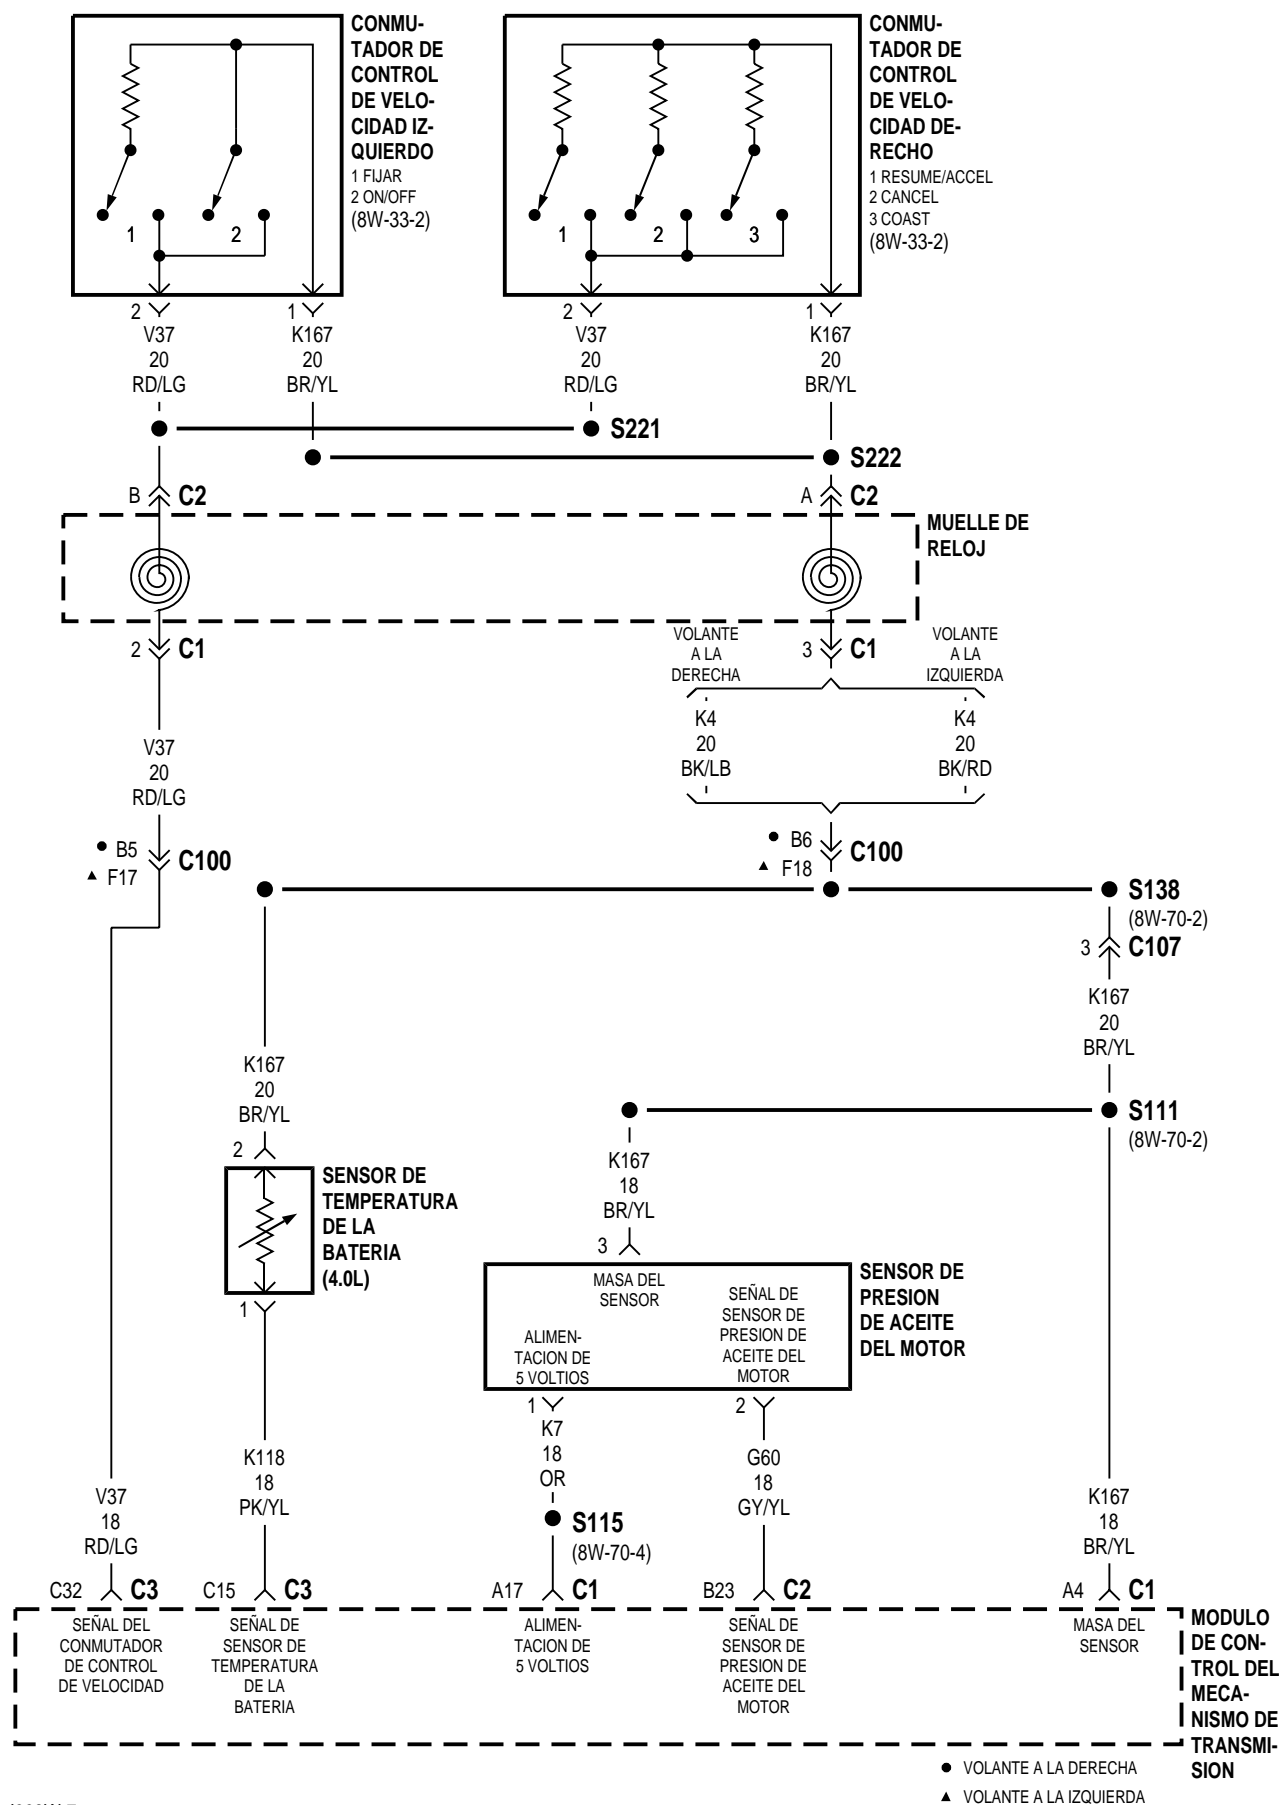 CONMU-
TADOR DE
CONTROL
DE VELO-
CIDAD IZ-
QUIERDO
1 FIJAR
2 ON/OFF
(8W-33-2)
1
2
CONMU-
TADOR DE
CONTROL
DE VELO-
CIDAD DE-
RECHO
1 RESUME/ACCEL
2 CANCEL
3 COAST
(8W-33-2)
1
2
3
2
V37
20
RD/LG
1
K167
20
BR/YL
2
V37
20
RD/LG
1
K167
20
BR/YL
S221
S222
B
C2
A
C2
MUELLE DE
RELOJ
2
C1
3
C1
VOLANTE
A LA
DERECHA
VOLANTE
A LA
IZQUIERDA
K4
20
BK/LB
K4
20
BK/RD
V37
20
RD/LG
● B5
▲ F17
C100
● B6
▲ F18
C100
S138
(8W-70-2)
3
C107
K167
20
BR/YL
K167
20
BR/YL
S111
(8W-70-2)
2
SENSOR DE
TEMPERATURA
DE LA
BATERIA
(4.0L)
1
K167
18
BR/YL
3
MASA DEL
SENSOR
ALIMEN-
TACION DE
5 VOLTIOS
SEÑAL DE
SENSOR DE
PRESION DE
ACEITE DEL
MOTOR
SENSOR DE
PRESION
DE ACEITE
DEL MOTOR
1
K7
18
OR
2
G60
18
GY/YL
K118
18
PK/YL
S115
(8W-70-4)
V37
18
RD/LG
K167
18
BR/YL
C32
C3
C15
C3
A17
C1
B23
C2
A4
C1
SEÑAL DEL
CONMUTADOR
DE CONTROL
DE VELOCIDAD
SEÑAL DE
SENSOR DE
TEMPERATURA
DE LA
BATERIA
ALIMEN-
TACION DE
5 VOLTIOS
SEÑAL DE
SENSOR DE
PRESION DE
ACEITE DEL
MOTOR
MASA DEL
SENSOR
MODULO
DE CON-
TROL DEL
MECA-
NISMO DE
TRANSMI-
SION
● VOLANTE A LA DERECHA
▲ VOLANTE A LA IZQUIERDA